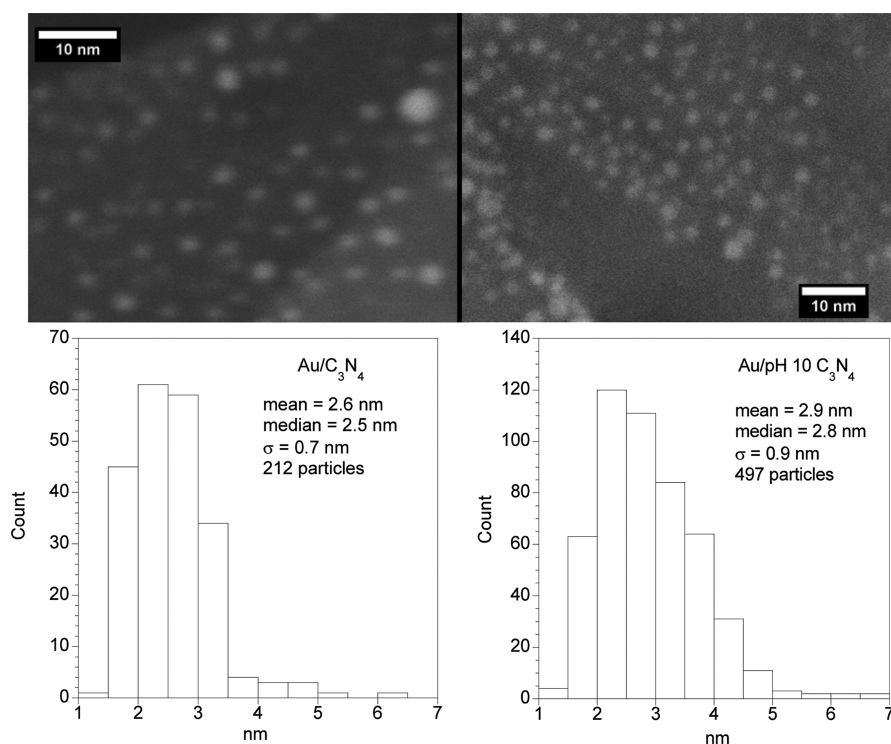 10 nm
10 nm
70
60
50
40
30
20
10
0
Count
Au/C3N4
mean = 2.6 nm
median = 2.5 nm
σ = 0.7 nm
212 particles
1 2 3 4 5 6 7
nm
140
120
100
80
60
40
20
0
Count
Au/pH 10 C3N4
mean = 2.9 nm
median = 2.8 nm
σ = 0.9 nm
497 particles
1 2 3 4 5 6 7
nm